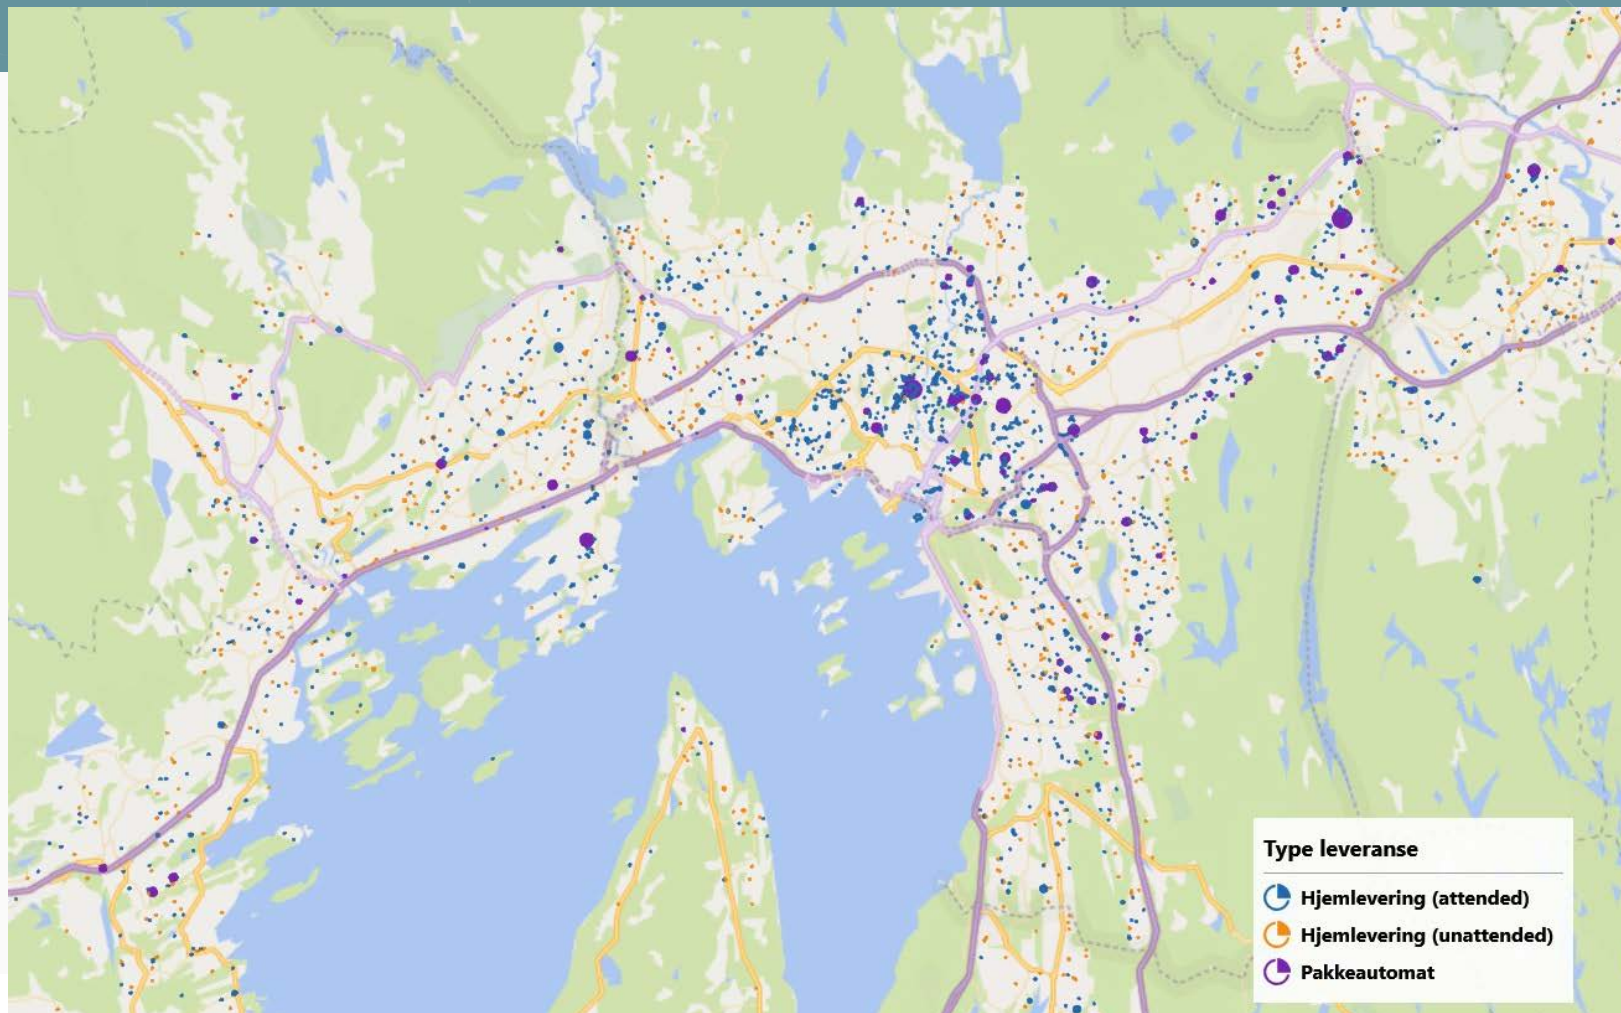 Type leveranse
Hjemlevering (attended)
Hjemlevering (unattended)
Pakkeautomat